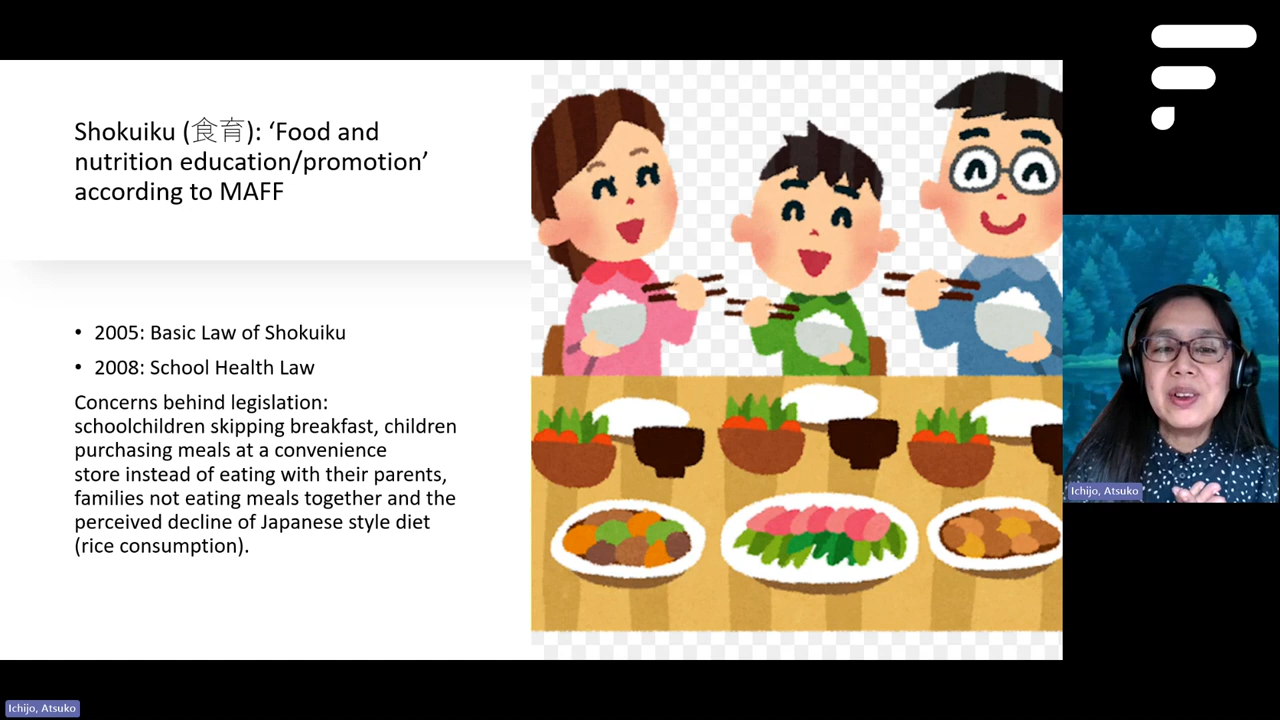 Shokuiku (食育): ‘Food and
nutrition education/promotion’
according to MAFF
• 2005: Basic Law of Shokuiku
• 2008: School Health Law
Concerns behind legislation:
schoolchildren skipping breakfast, children
purchasing meals at a convenience
store instead of eating with their parents,
families not eating meals together and the
perceived decline of Japanese style diet
(rice consumption).
Ichijo, Atsuko
Ichijo, Atsuko